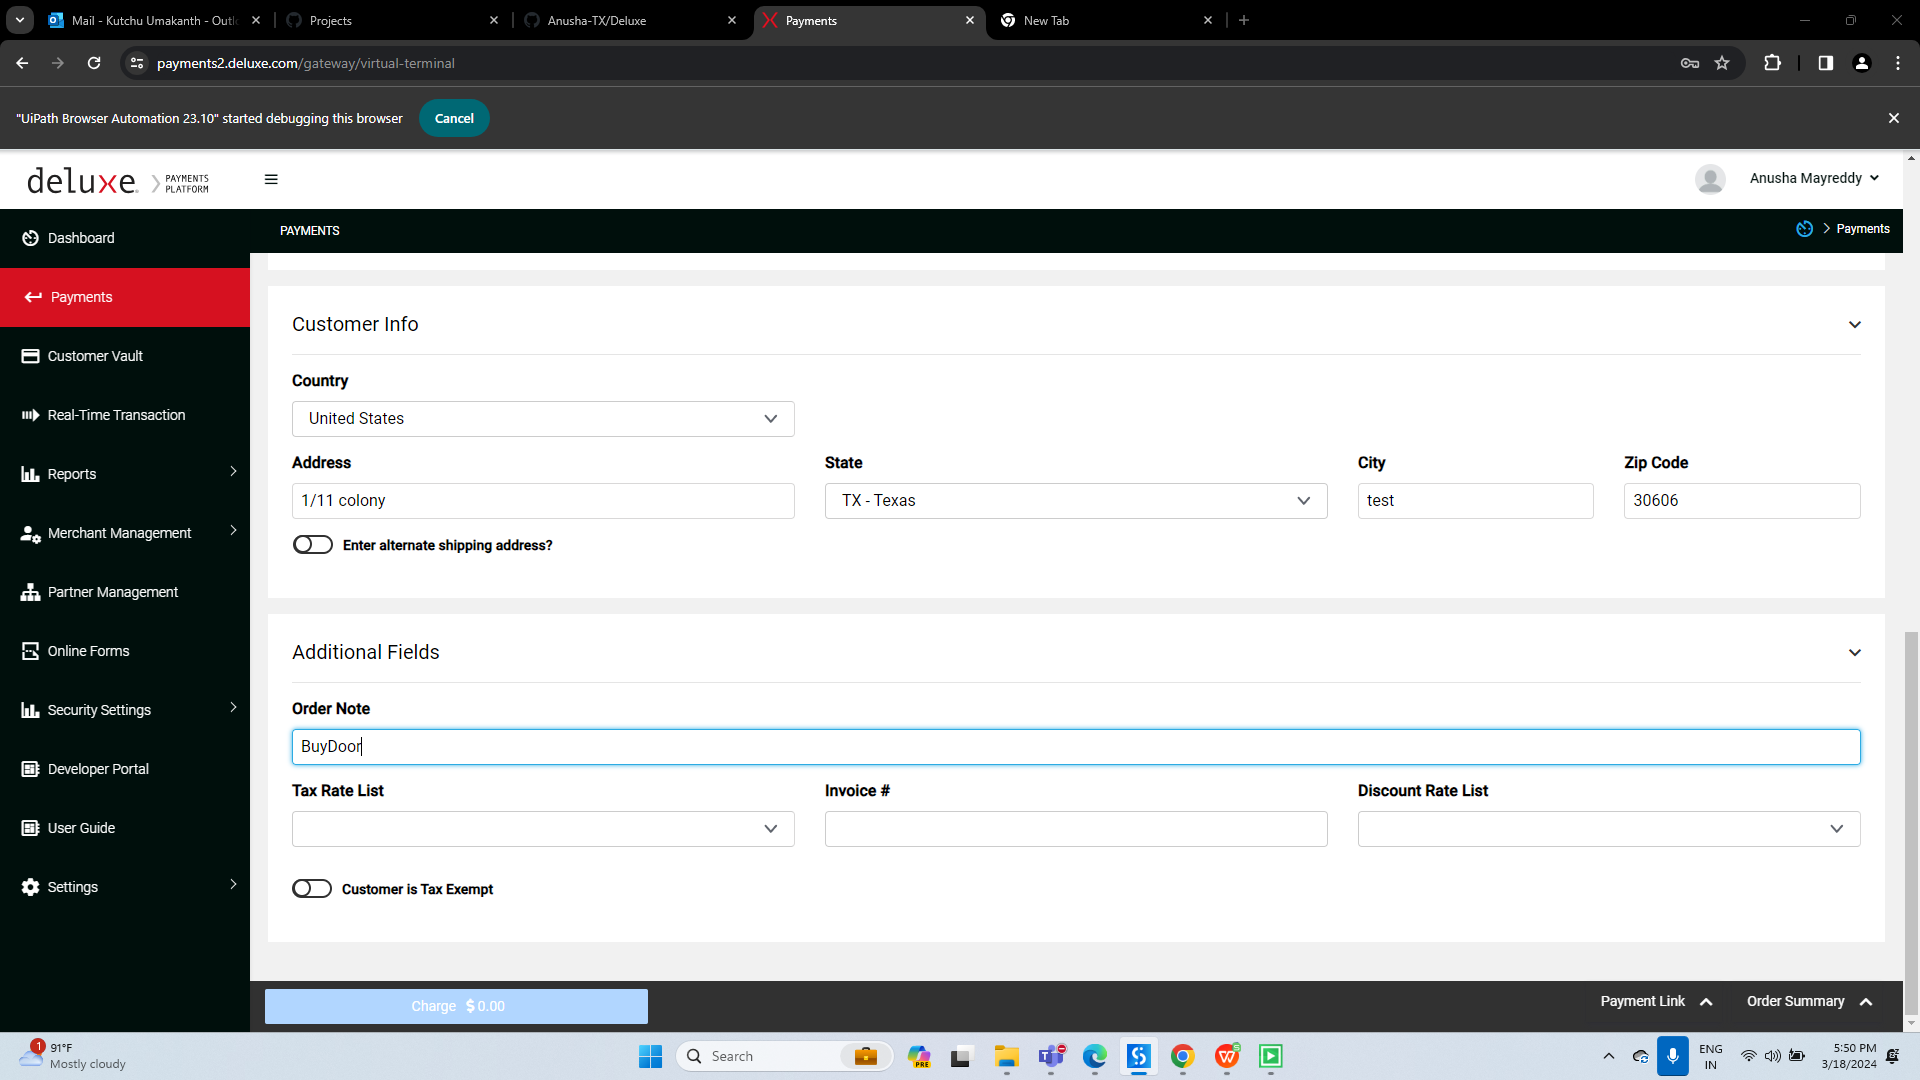 Mail - Kutchu Umakanth - Outl
Projects
Anusha-TX/Deluxe
Payments
New Tab
payments2.deluxe.com/gateway/virtual-terminal
"UiPath Browser Automation 23.10" started debugging this browser
Cancel
deluxe.
PAYMENTS
PLATFORM
Anusha Mayreddy
Dashboard
PAYMENTS
Payments
Payments
Customer Vault
Real-Time Transaction
Reports
Merchant Management
Partner Management
Online Forms
Security Settings
Developer Portal
User Guide
Settings
Customer Info
Country
United States
Address
State
City
Zip Code
1/11 colony
TX - Texas
test
30606
Enter alternate shipping address?
Additional Fields
Order Note
BuyDoor
Tax Rate List
Invoice #
Discount Rate List
Customer is Tax Exempt
Charge $ 0.00
Payment Link
Order Summary
1
91°F
Mostly cloudy
Search
PRE
ENG
IN
5:50 PM
3/18/2024